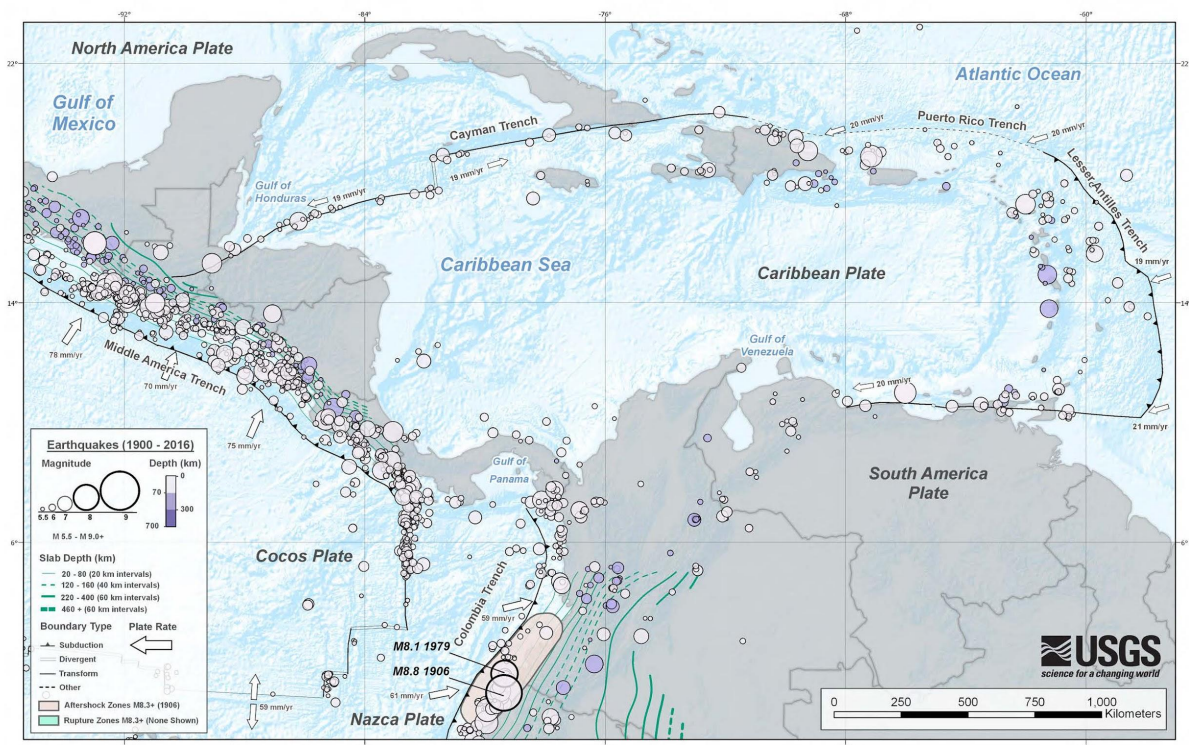 -92
-84
-76
-68
-60
North America Plate
22
22
Atlantic Ocean
Gulf of
Mexico
Cayman Trench
20 mm/yr
Puerto Rico Trench
20 mm/yr
Lesser Antilles Trench
19 mm/yr
Gulf of
Honduras
19 mm/yr
Caribbean Sea
Caribbean Plate
19 mm/yr
14
14
78 mm/yr
Middle America Trench
70 mm/yr
Gulf of
Venezuela
20 mm/yr
75 mm/yr
21 mm/yr
Gulf of
Panama
South America
Plate
Earthquakes (1900 - 2016)
Magnitude
Depth (km)
0
70
300
700
5.5 6 7 8 9
M 5.5 - M 9.0+
Slab Depth (km)
20 - 80 (20 km intervals)
120 - 160 (40 km intervals)
220 - 400 (60 km intervals)
460 + (60 km intervals)
Boundary Type
Plate Rate
Subduction
Divergent
Transform
Other
Aftershock Zones M8.3+ (1906)
Rupture Zones M8.3+ (None Shown)
6
6
Cocos Plate
Colombia Trench
59 mm/yr
M8.1 1979
M8.8 1906
61 mm/yr
59 mm/yr
Nazca Plate
USGS
science for a changing world
0 250 500 750 1,000
Kilometers